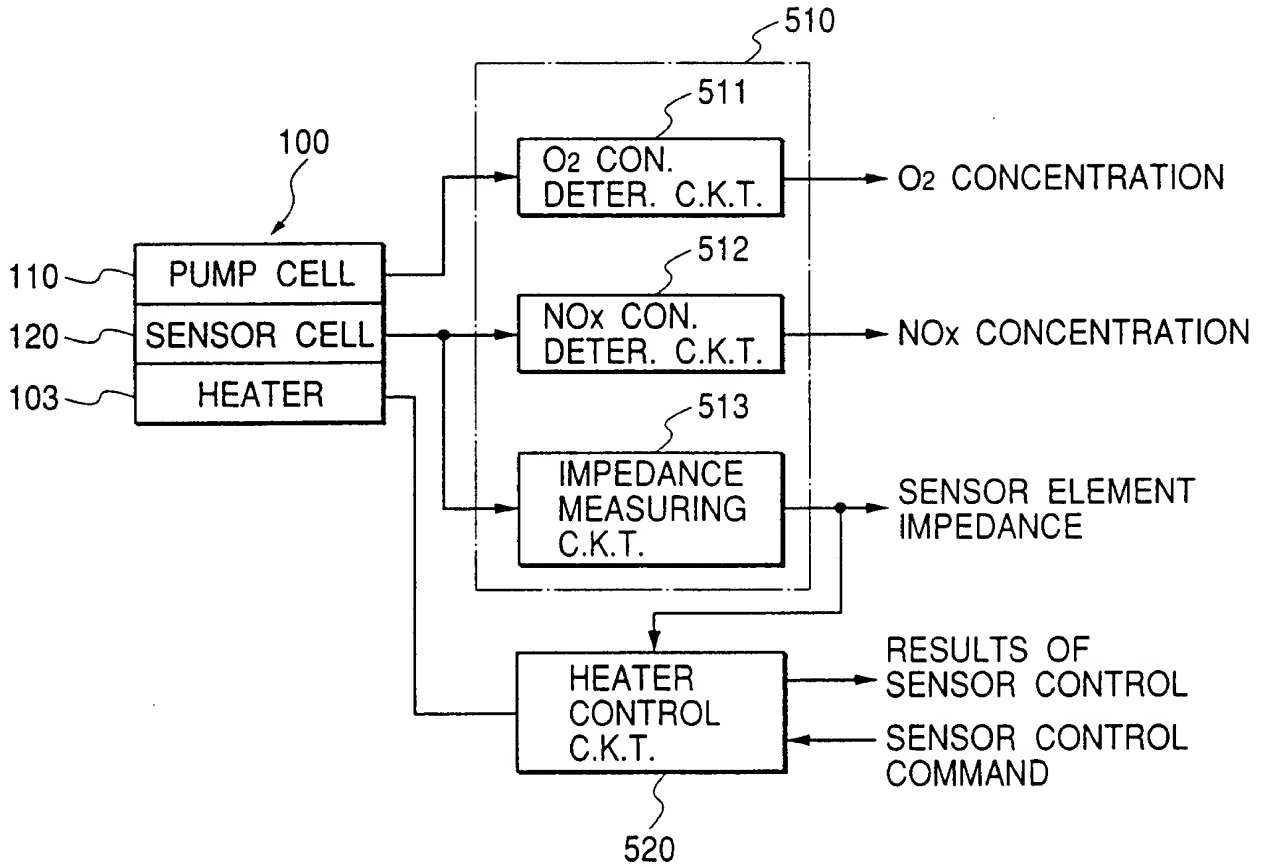 510
511
100
O2 CON.
DETER. C.K.T.
O2 CONCENTRATION
512
110
PUMP CELL
120
SENSOR CELL
NOx CON.
DETER. C.K.T.
NOx CONCENTRATION
103
HEATER
513
IMPEDANCE
MEASURING
C.K.T.
SENSOR ELEMENT
IMPEDANCE
HEATER
CONTROL
C.K.T.
RESULTS OF
SENSOR CONTROL
SENSOR CONTROL
COMMAND
520